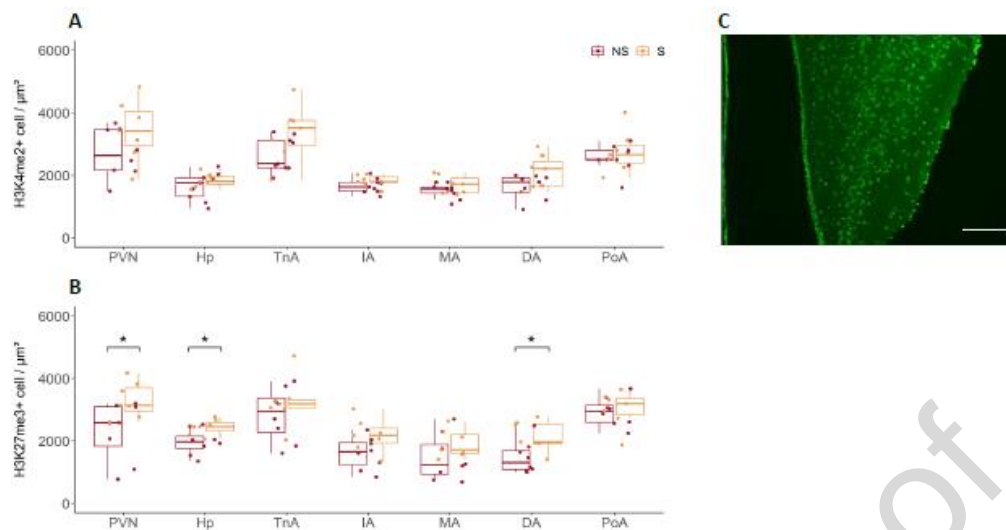 A
C
6000
NS S
4000
2000
0
H3K4me2+ cell / µm²
PVN Hp TnA IA MA DA PoA
B
6000
* * *
4000
2000
0
H3K27me3+ cell / µm²
PVN Hp TnA IA MA DA PoA
of